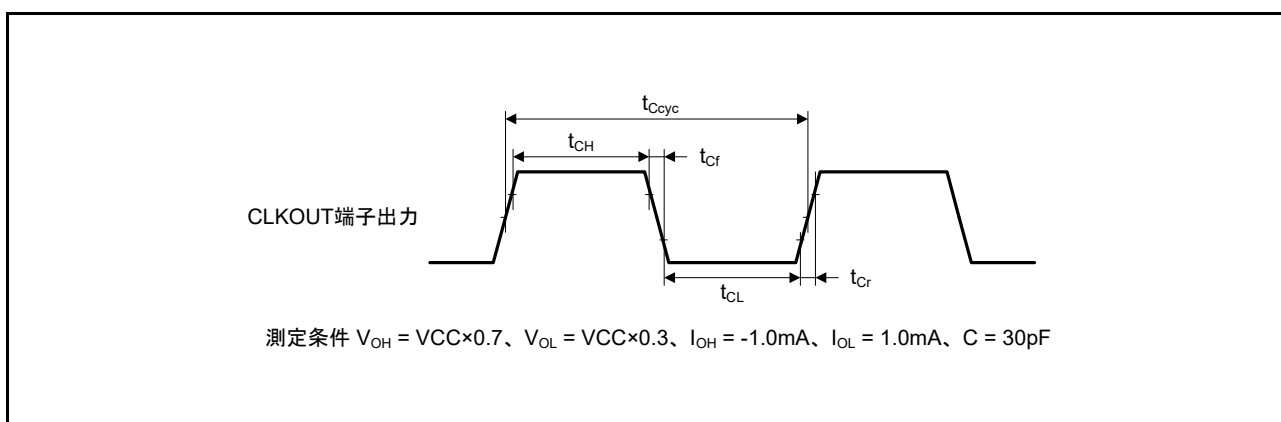 tCcyc
tCH
tCf
CLKOUT端子出力
tCL
tCr
測定条件 VOH = VCC×0.7、VOL = VCC×0.3、IOH = -1.0mA、IOL = 1.0mA、C = 30pF